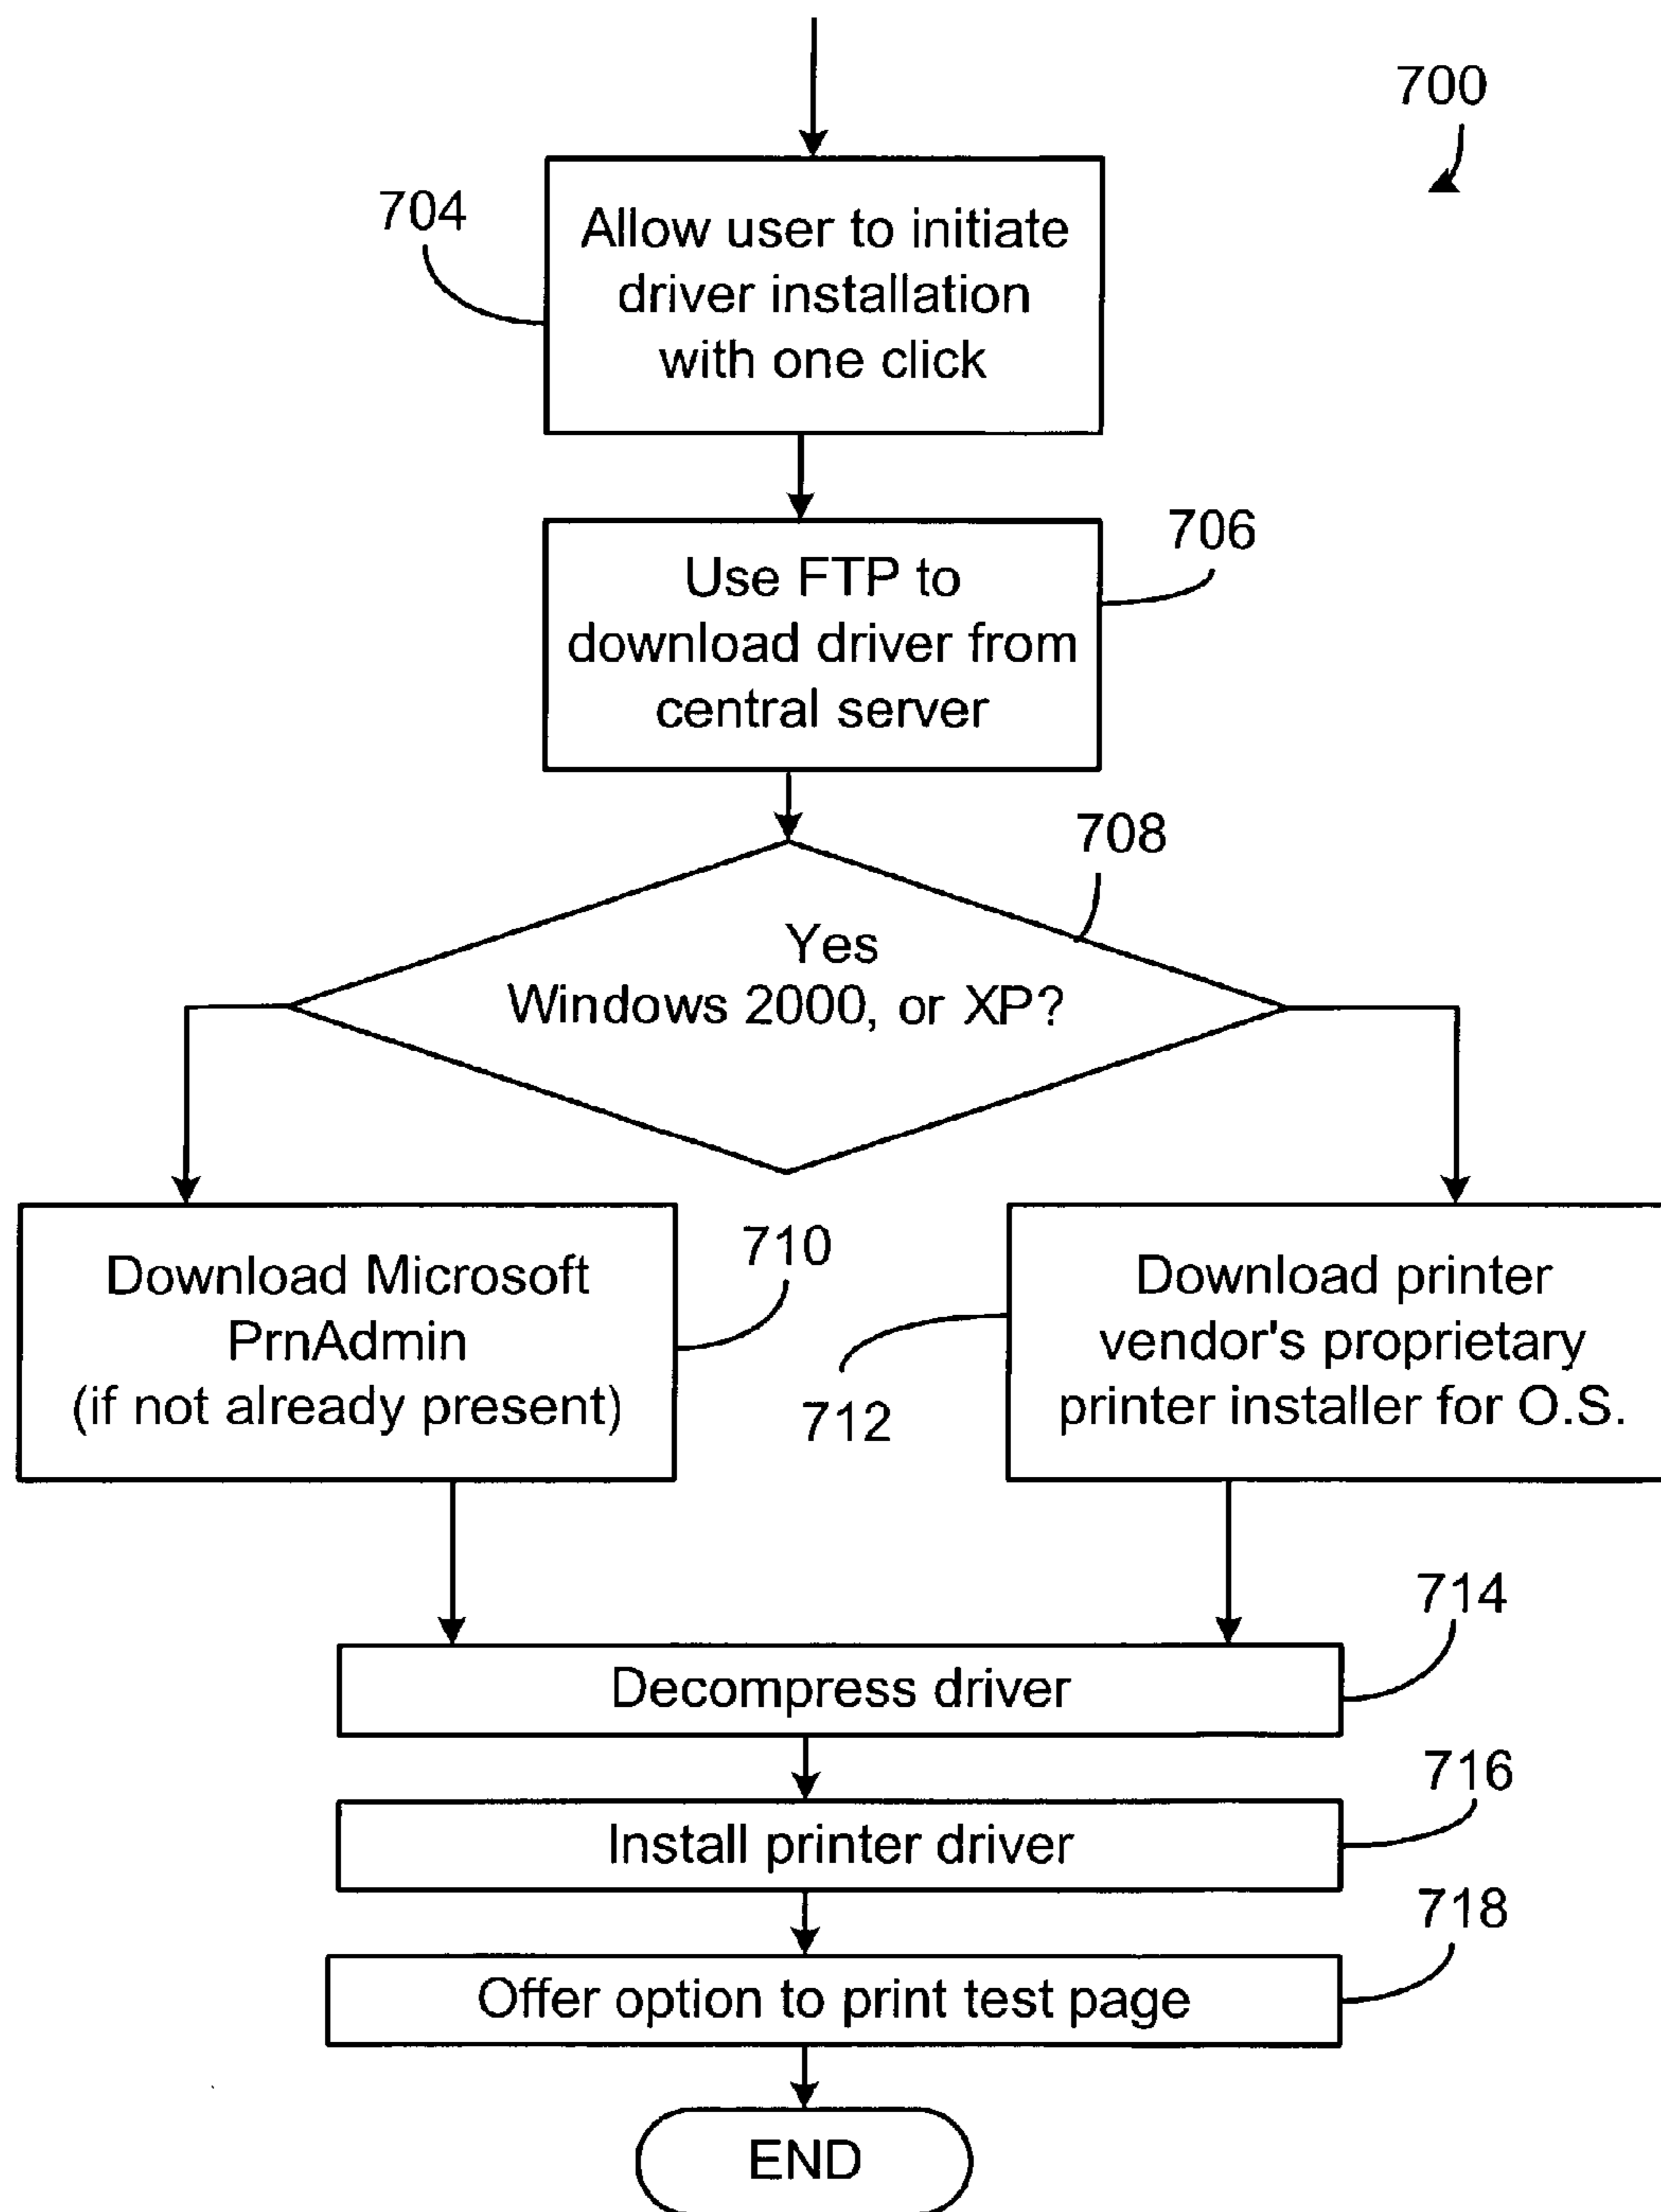 700
704
Allow user to initiate
driver installation
with one click
706
Use FTP to
download driver from
central server
708
Yes
Windows 2000, or XP?
710
Download Microsoft
PrnAdmin
(if not already present)
712
Download printer
vendor's proprietary
printer installer for O.S.
714
Decompress driver
716
Install printer driver
718
Offer option to print test page
END